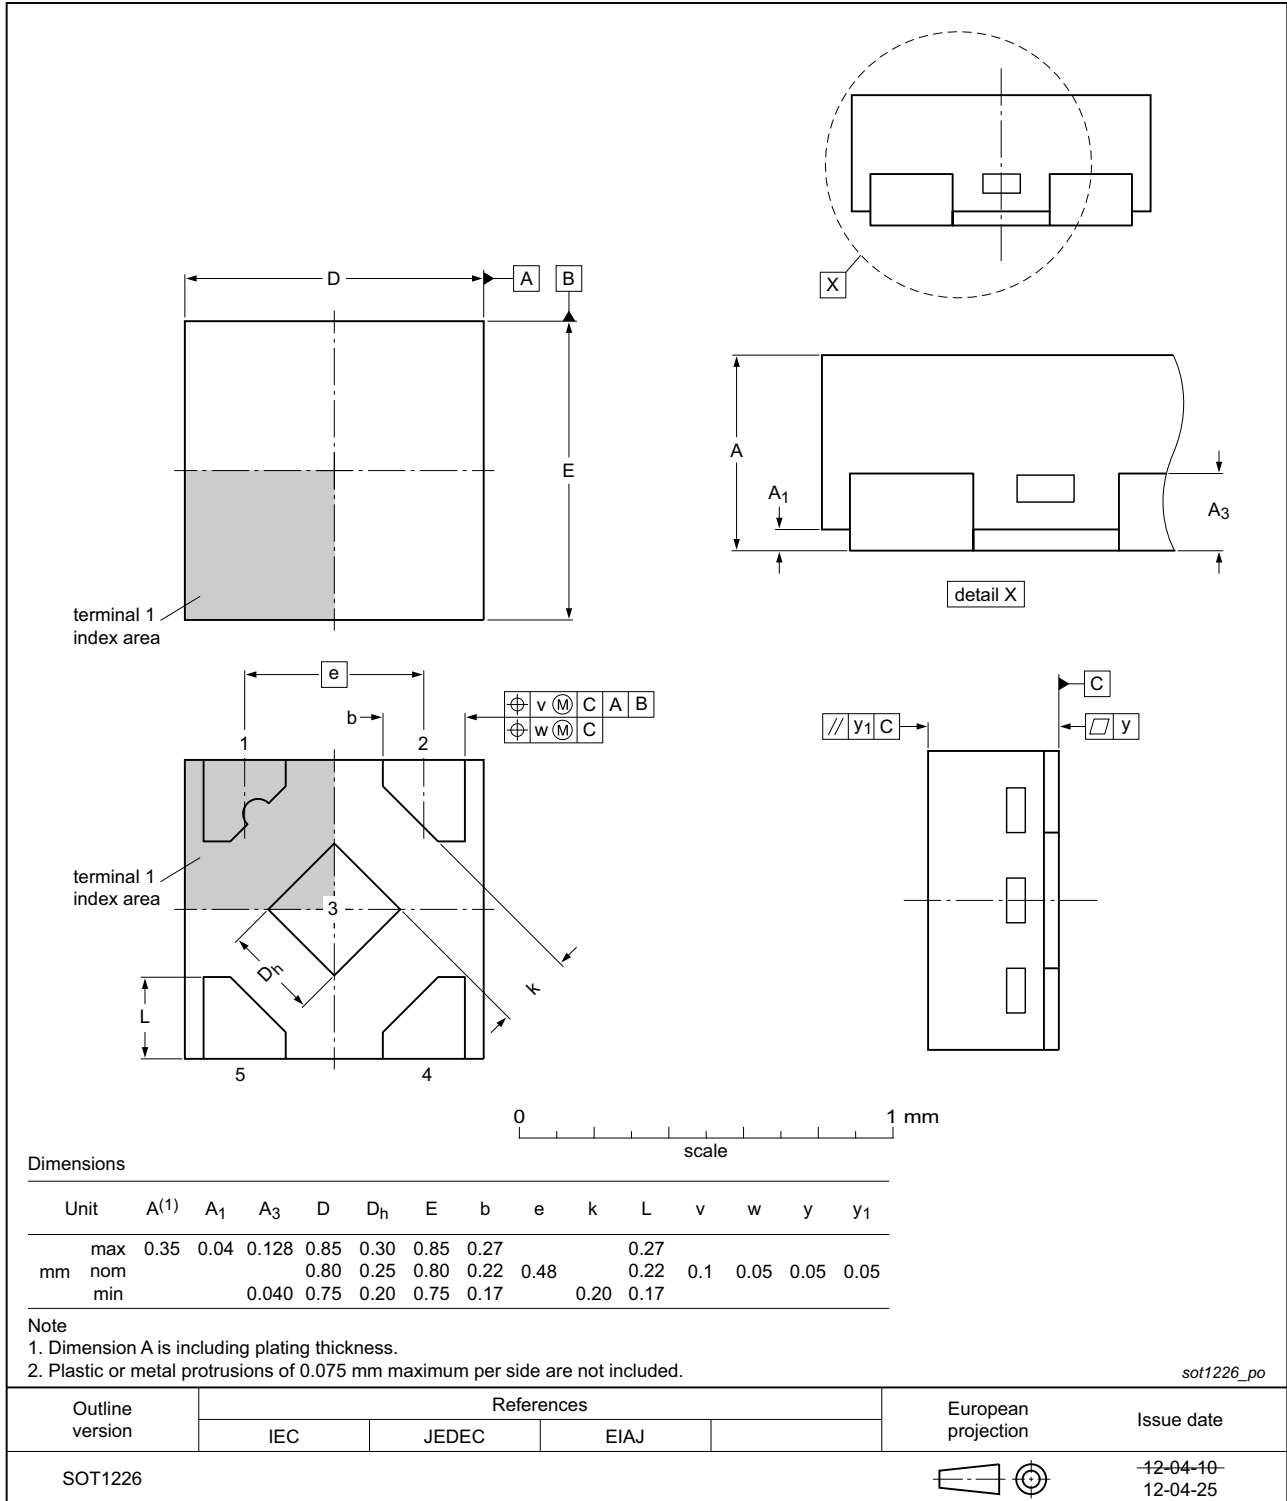 X
D
A
B
E
terminal 1
index area
A
A1
A3
detail X
e
b
v M C A B
w M C
1
2
terminal 1
index area
3
Dh
k
L
5
4
C
// y1 C
y
0
1 mm
scale
Dimensions
Unit A(1) A1 A3 D Dh E b e k L v w y y1
max 0.35 0.04 0.128 0.85 0.30 0.85 0.27 0.27
mm nom 0.80 0.25 0.80 0.22 0.48 0.22 0.1 0.05 0.05 0.05
min 0.040 0.75 0.20 0.75 0.17 0.20 0.17
Note
1. Dimension A is including plating thickness.
2. Plastic or metal protrusions of 0.075 mm maximum per side are not included.
sot1226_po
Outline
version
References
IEC JEDEC EIAJ
European
projection
Issue date
SOT1226
12-04-10
12-04-25